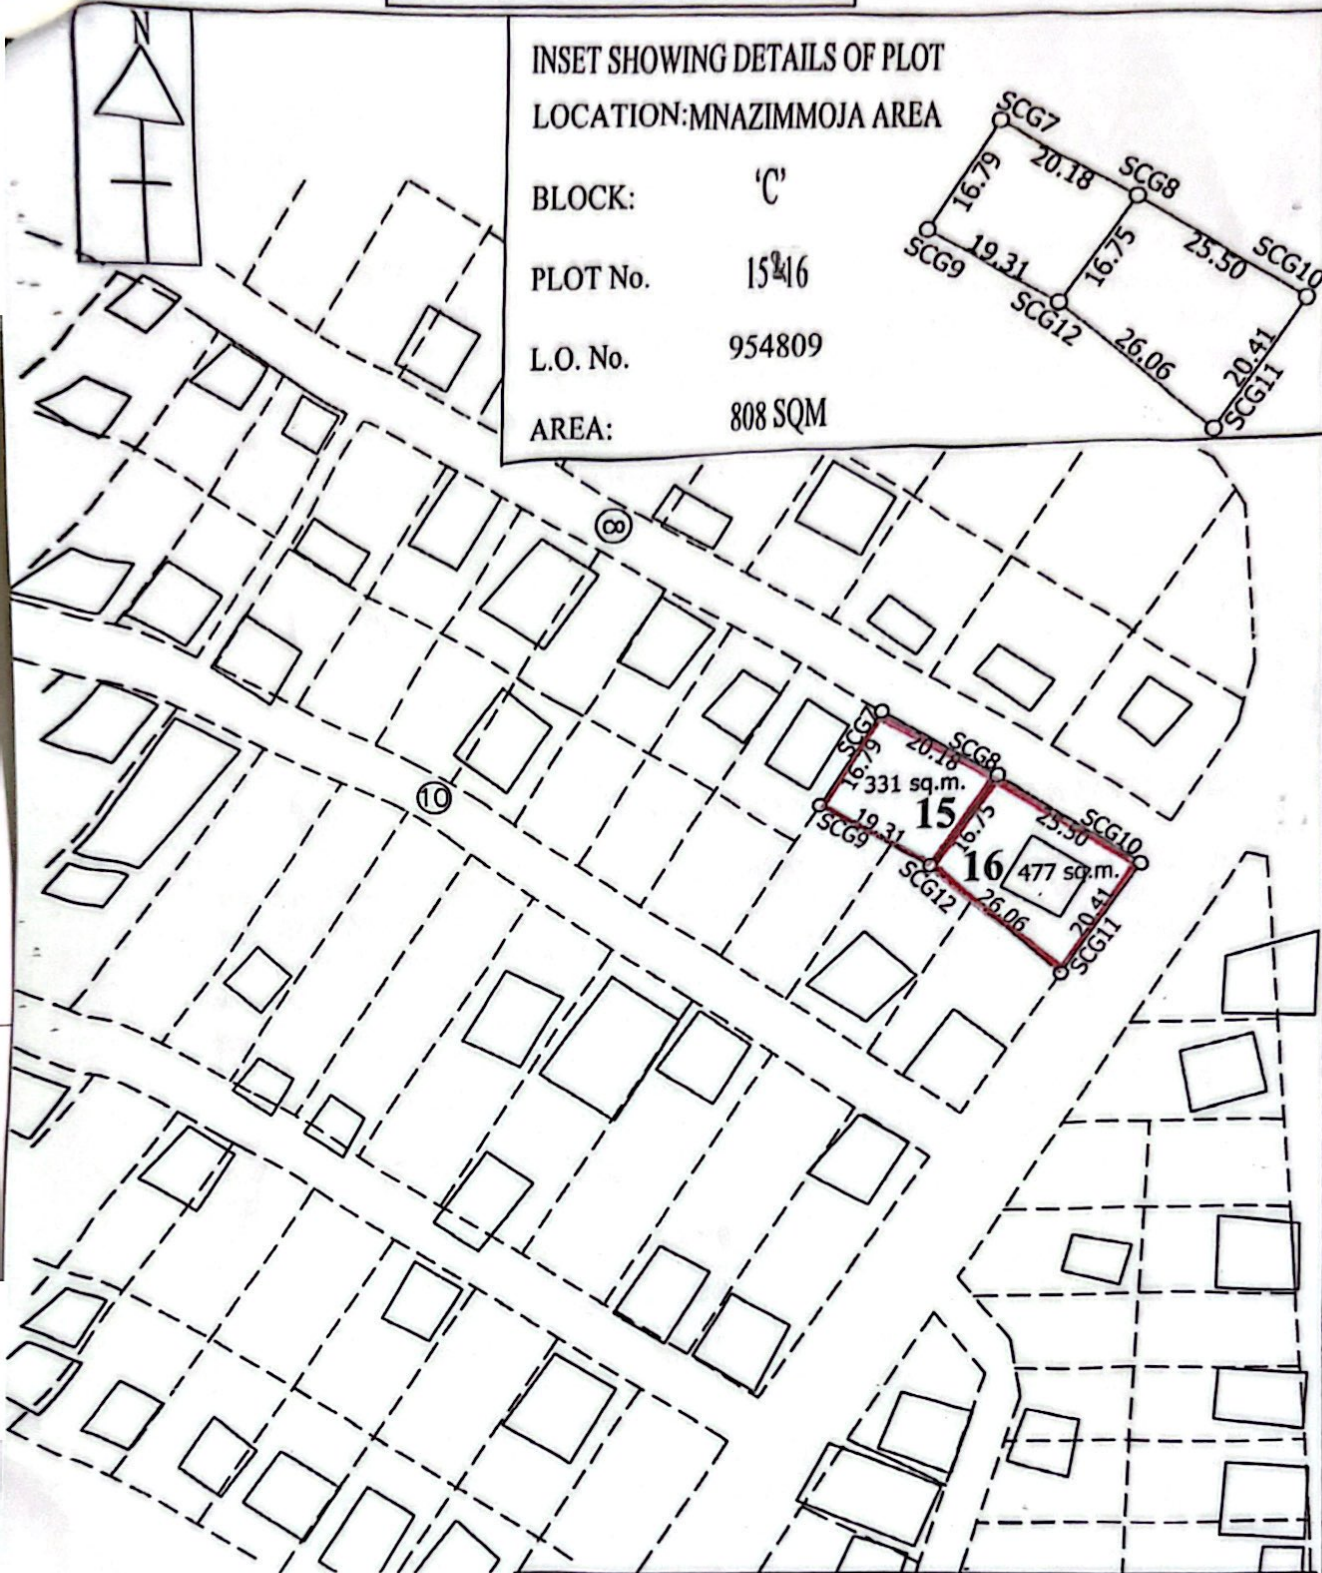 N
INSET SHOWING DETAILS OF PLOT
LOCATION:MNAZIMMOJA AREA
BLOCK: 'C'
PLOT No. 15&16
L.O. No. 954809
AREA: 808 SQM
SCG7
20.18
SCG8
16.79
25.50
SCG10
SCG9
19.31
16.75
SCG12
26.06
20.41
SCG11
8
10
SCG7
20.18
SCG8
16.79
331 sq.m.
15
SCG9
19.31
16.75
25.50
SCG10
16
477 sq.m.
SCG12
26.06
20.41
SCG11